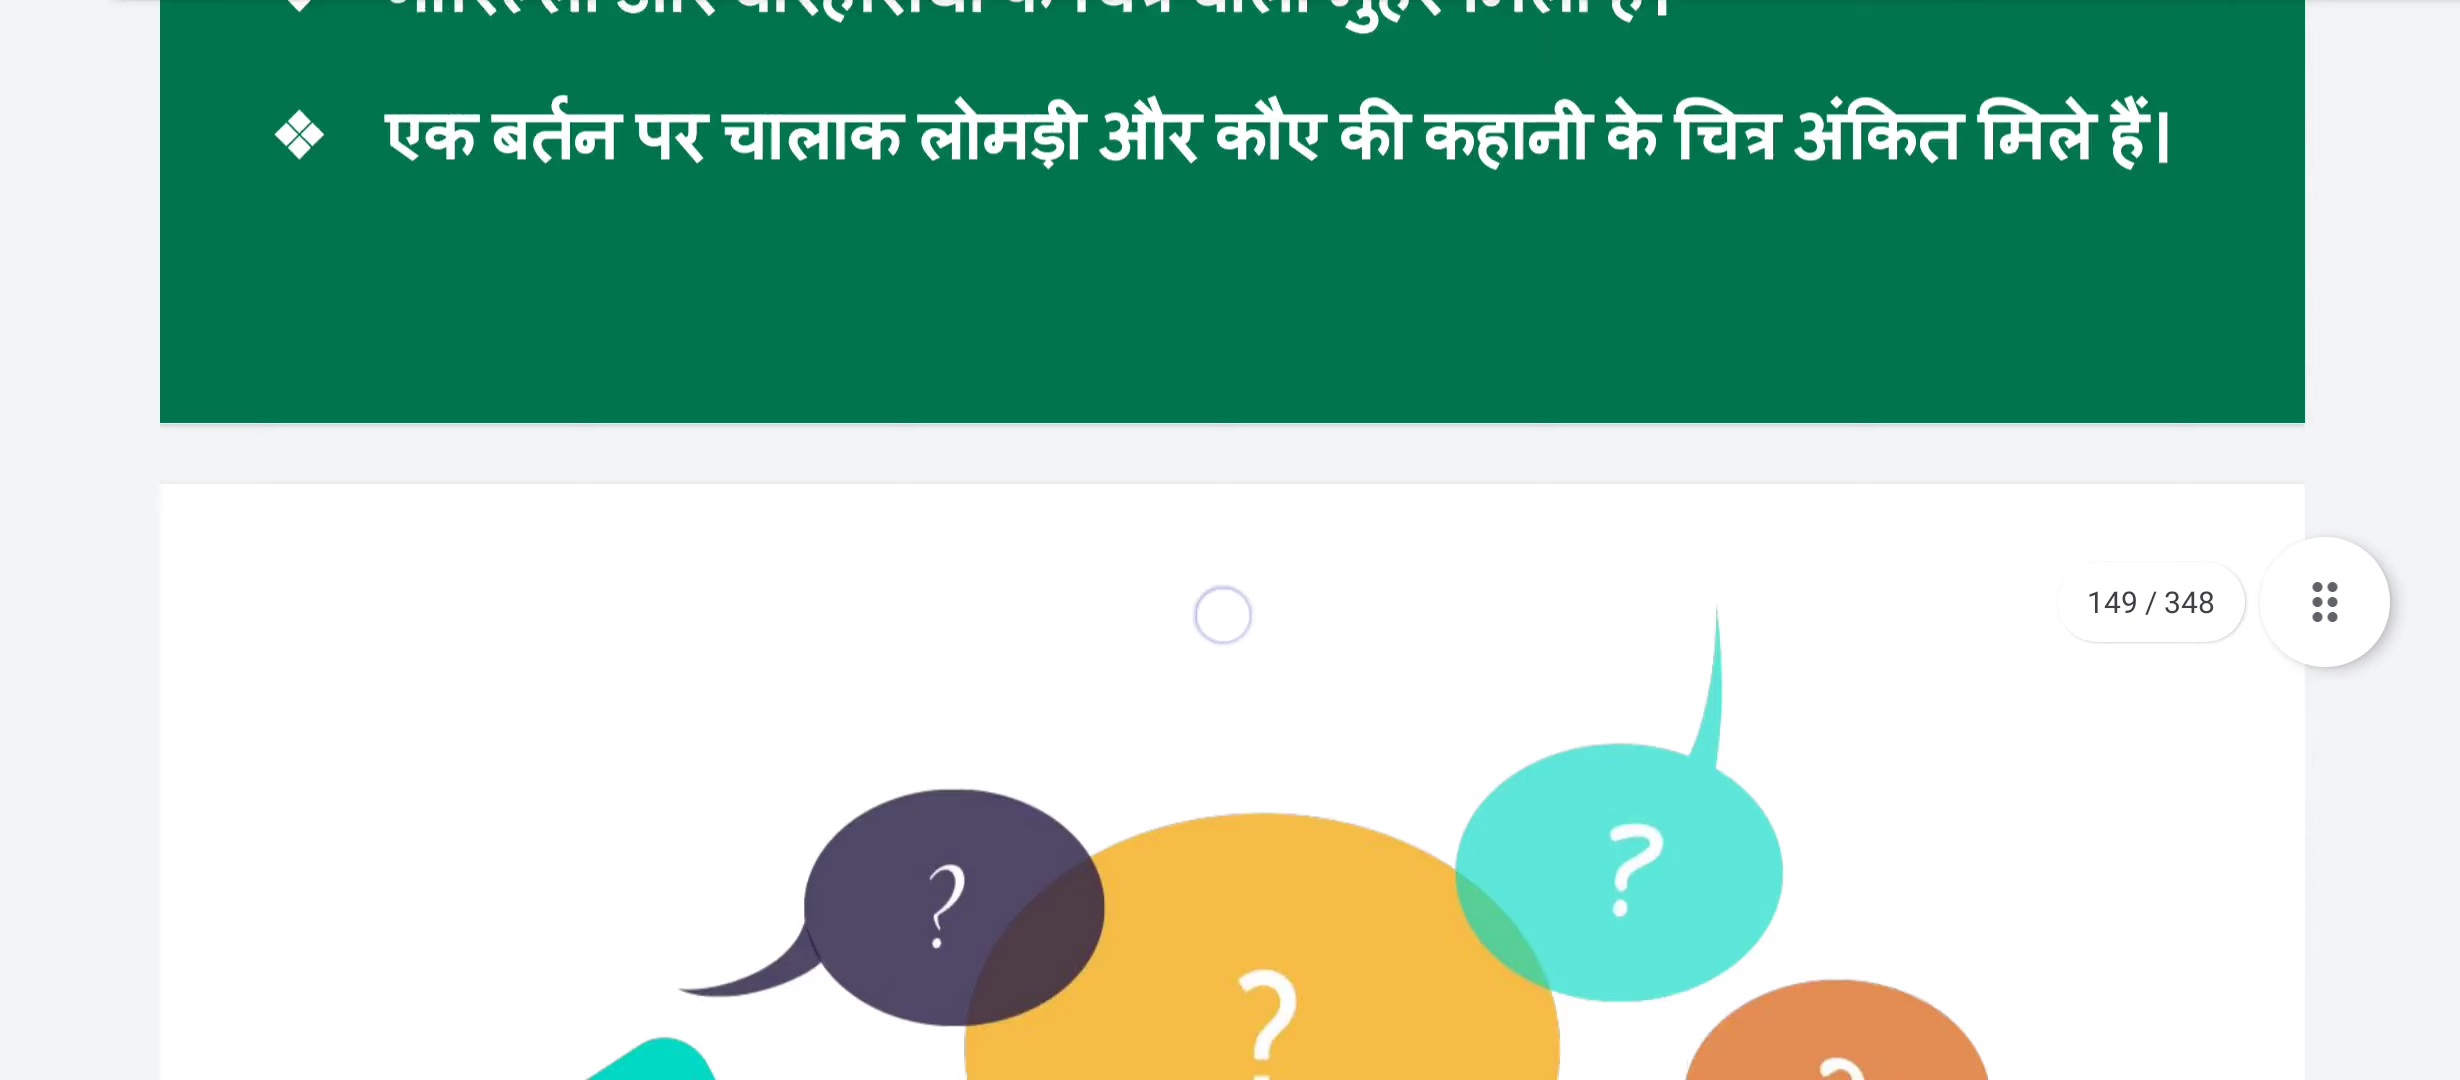 ❖ एक बर्तन पर चालाक लोमड़ी और कौए की कहानी के चित्र अंकित मिले हैं।
149 / 348
?
?
?
?